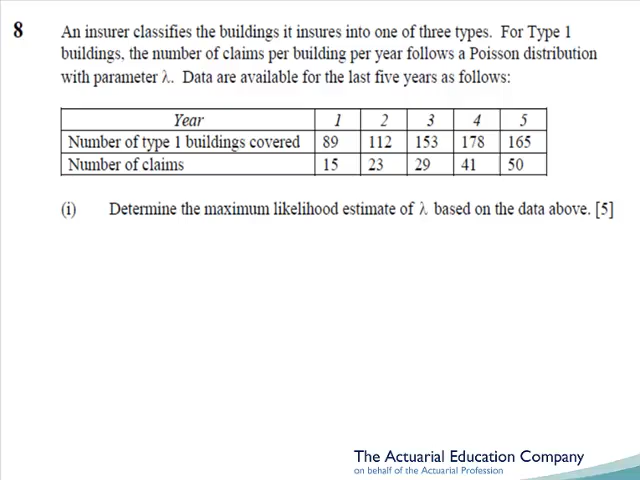 8 An insurer classifies the buildings it insures into one of three types. For Type 1
buildings, the number of claims per building per year follows a Poisson distribution
with parameter λ. Data are available for the last five years as follows:
Year 1 2 3 4 5
Number of type 1 buildings covered 89 112 153 178 165
Number of claims 15 23 29 41 50
(i) Determine the maximum likelihood estimate of λ based on the data above. [5]
The Actuarial Education Company
on behalf of the Actuarial Profession